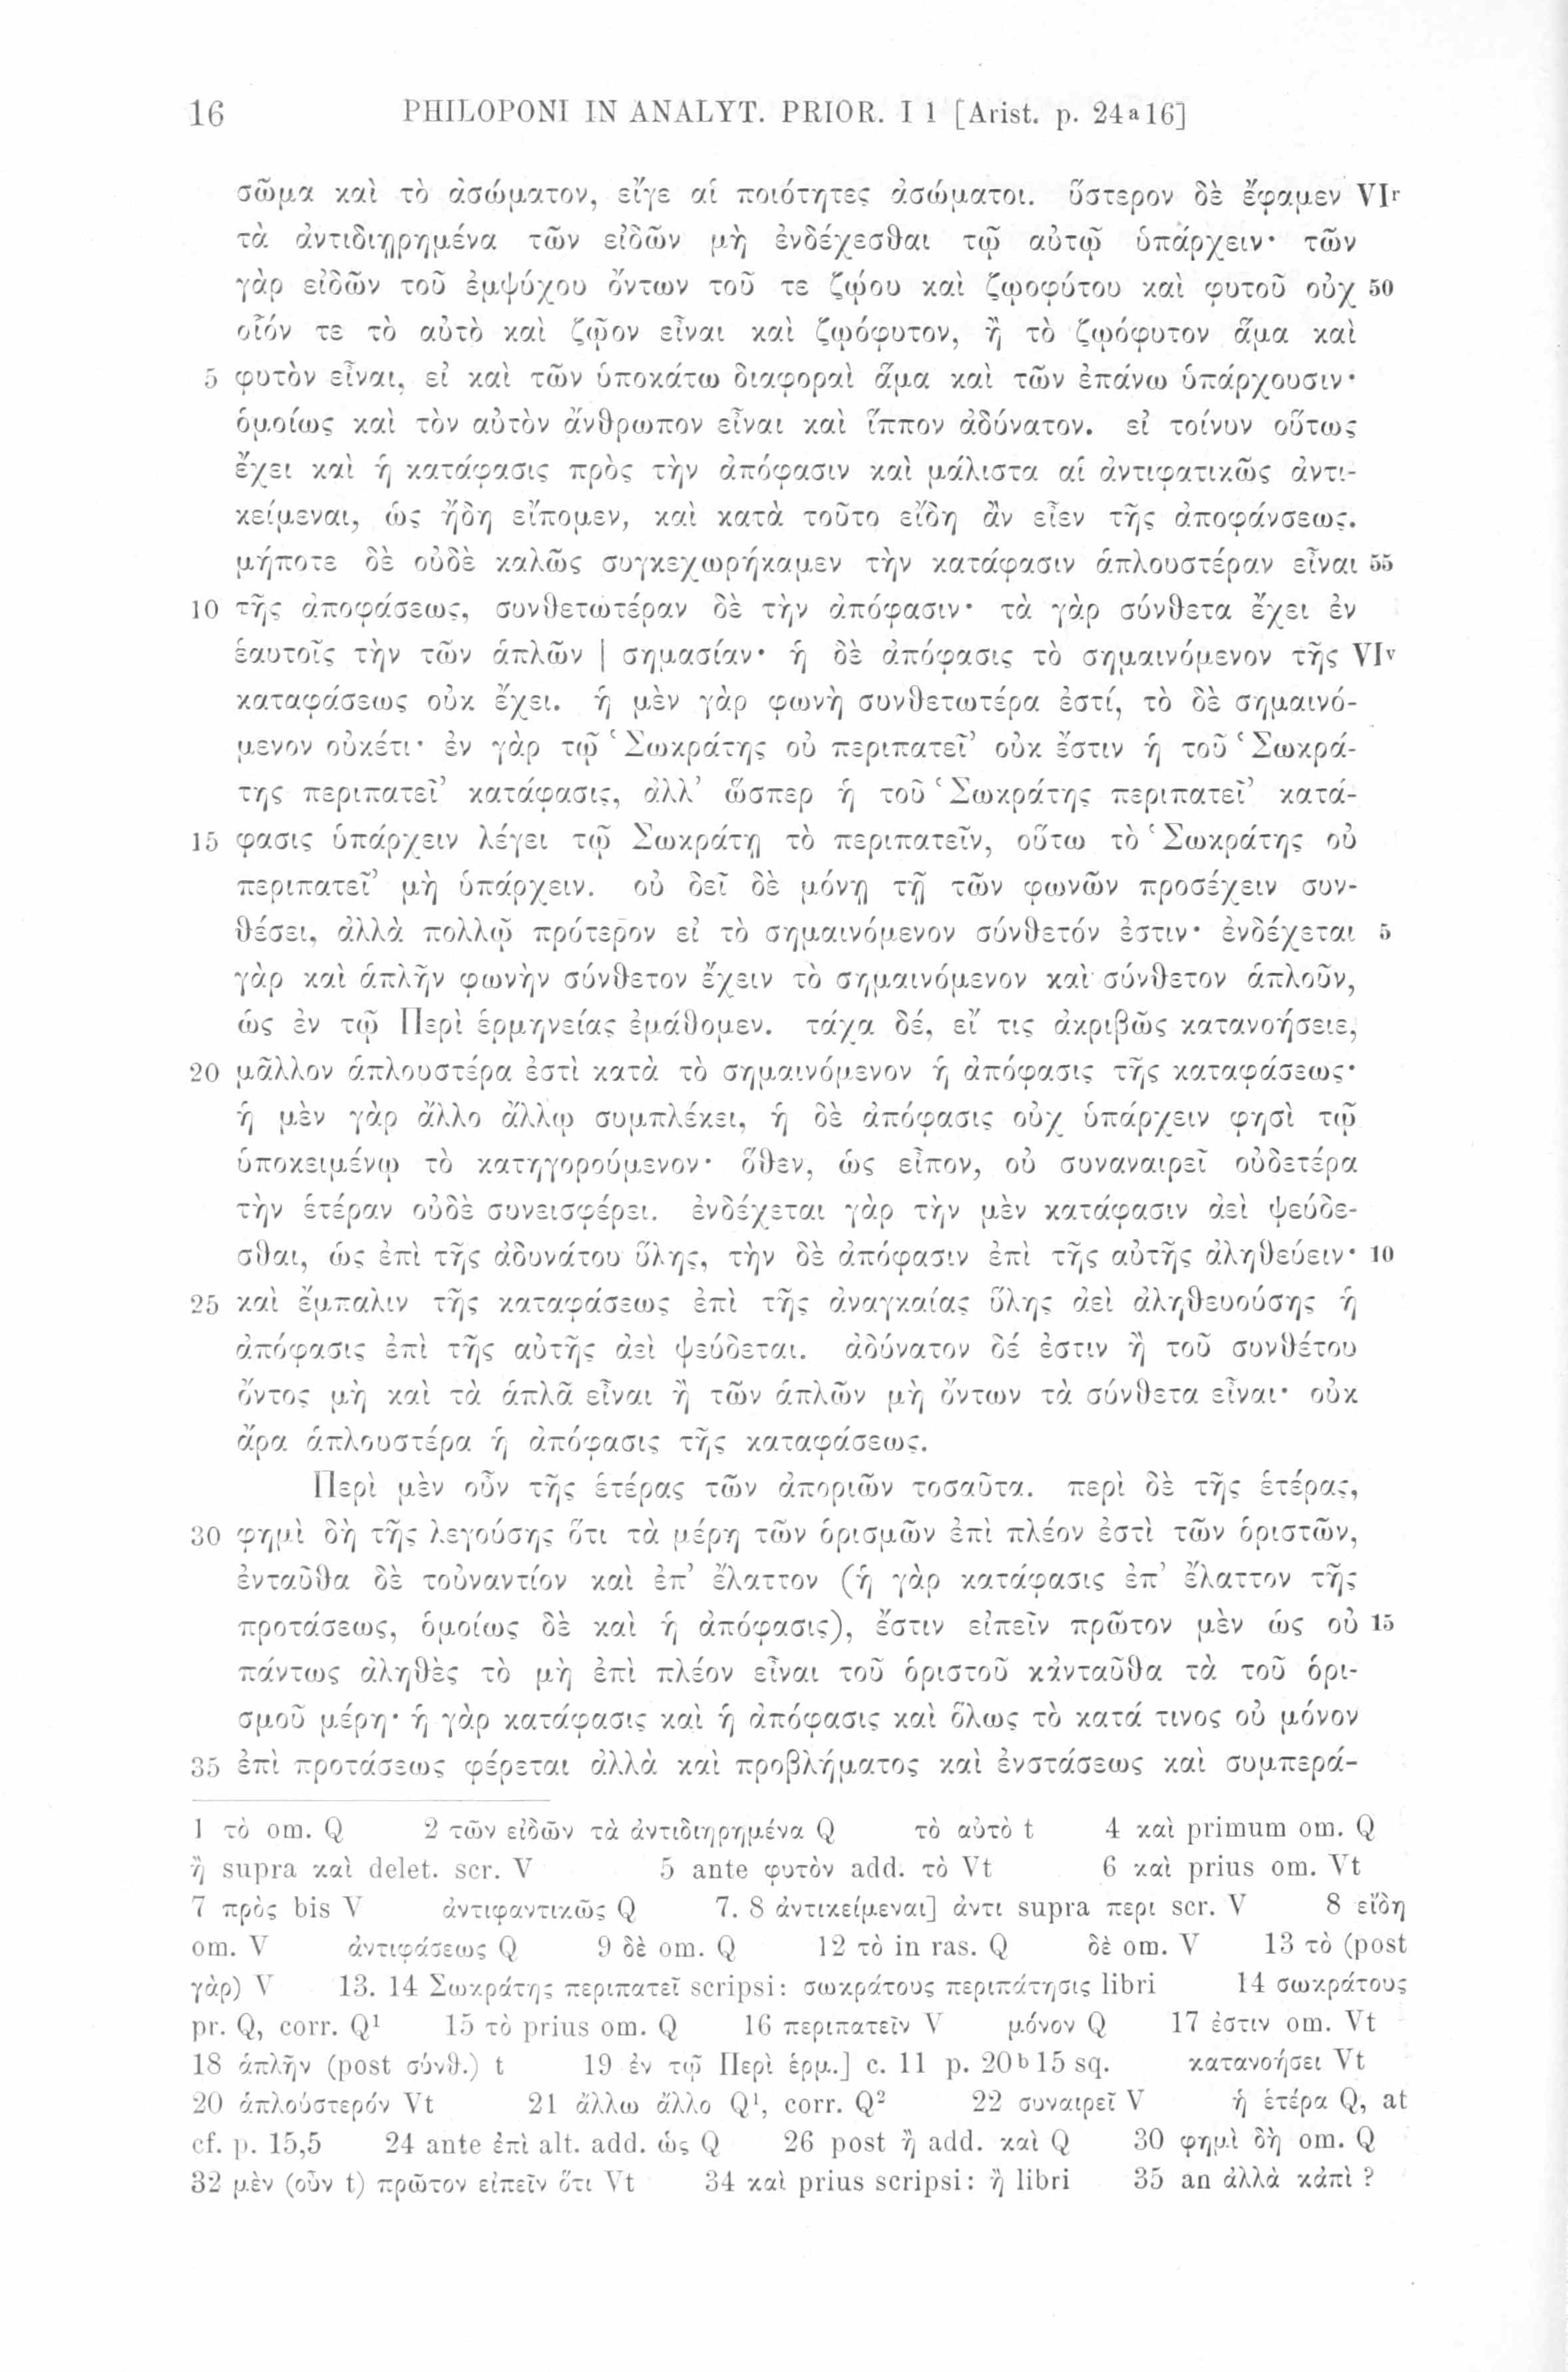 16 PHILOPONI IN ANALYT. PRIOR. I 1 [Arist. p. 24a16]
σῶμα καὶ τὸ ἀσώματον, εἴγε αἱ ποιότητες ἀσώματοι. ὕστερον δὲ ἔφαμεν VIr
τὰ ἀντιδιῃρημένα τῶν εἰδῶν μὴ ἐνδέχεσθαι τῷ αὐτῷ ὑπάρχειν· τῶν
γὰρ εἰδῶν τοῦ ἐμψύχου ὄντων τοῦ τε ζῴου καὶ ζῳοφύτου καὶ φυτοῦ οὐχ 50
οἷόν τε τὸ αὐτὸ καὶ ζῷον εἶναι καὶ ζῳόφυτον, ἢ τὸ ζῳόφυτον ἅμα καὶ
5 φυτὸν εἶναι, εἰ καὶ τῶν ὑποκάτω διαφοραὶ ἅμα καὶ τῶν ἐπάνω ὑπάρχουσιν·
ὁμοίως καὶ τὸν αὐτὸν ἄνθρωπον εἶναι καὶ ἵππον ἀδύνατον. εἰ τοίνυν οὕτως
ἔχει καὶ ἡ κατάφασις πρὸς τὴν ἀπόφασιν καὶ μάλιστα αἱ ἀντιφατικῶς ἀντι-
κείμεναι, ὡς ἤδη εἴπομεν, καὶ κατὰ τοῦτο εἴδη ἂν εἶεν τῆς ἀποφάνσεως.
μήποτε δὲ οὐδὲ καλῶς συγκεχωρήκαμεν τὴν κατάφασιν ἁπλουστέραν εἶναι 55
10 τῆς ἀποφάσεως, συνθετωτέραν δὲ τὴν ἀπόφασιν· τὰ γὰρ σύνθετα ἔχει ἐν
ἑαυτοῖς τὴν τῶν ἁπλῶν | σημασίαν· ἡ δὲ ἀπόφασις τὸ σημαινόμενον τῆς VIv
καταφάσεως οὐκ ἔχει. ἡ μὲν γὰρ φωνὴ συνθετωτέρα ἐστί, τὸ δὲ σημαινό-
μενον οὐκέτι· ἐν γὰρ τῷ ‘Σωκράτης οὐ περιπατεῖ’ οὐκ ἔστιν ἡ τοῦ ‘Σωκρά-
της περιπατεῖ’ κατάφασις, ἀλλ’ ὥσπερ ἡ τοῦ ‘Σωκράτης περιπατεῖ’ κατά-
15 φασις ὑπάρχειν λέγει τῷ Σωκράτῃ τὸ περιπατεῖν, οὕτω τὸ ‘Σωκράτης οὐ
περιπατεῖ’ μὴ ὑπάρχειν. οὐ δεῖ δὲ μόνῃ τῇ τῶν φωνῶν προσέχειν συν-
θέσει, ἀλλὰ πολλῷ πρότερον εἰ τὸ σημαινόμενον σύνθετόν ἐστιν· ἐνδέχεται 5
γὰρ καὶ ἁπλῆν φωνὴν σύνθετον ἔχειν τὸ σημαινόμενον καὶ σύνθετον ἁπλοῦν,
ὡς ἐν τῷ Περὶ ἑρμηνείας ἐμάθομεν. τάχα δέ, εἴ τις ἀκριβῶς κατανοήσειε,
20 μᾶλλον ἁπλουστέρα ἐστὶ κατὰ τὸ σημαινόμενον ἡ ἀπόφασις τῆς καταφάσεως·
ἡ μὲν γὰρ ἄλλο ἄλλῳ συμπλέκει, ἡ δὲ ἀπόφασις οὐχ ὑπάρχειν φησὶ τῷ
ὑποκειμένῳ τὸ κατηγορούμενον· ὅθεν, ὡς εἶπον, οὐ συναναιρεῖ οὐδετέρα
τὴν ἑτέραν οὐδὲ συνεισφέρει. ἐνδέχεται γὰρ τὴν μὲν κατάφασιν ἀεὶ ψεύδε-
σθαι, ὡς ἐπὶ τῆς ἀδυνάτου ὕλης, τὴν δὲ ἀπόφασιν ἐπὶ τῆς αὐτῆς ἀληθεύειν· 10
25 καὶ ἔμπαλιν τῆς καταφάσεως ἐπὶ τῆς ἀναγκαίας ὕλης ἀεὶ ἀληθευούσης ἡ
ἀπόφασις ἐπὶ τῆς αὐτῆς ἀεὶ ψεύδεται. ἀδύνατον δέ ἐστιν ἢ τοῦ συνθέτου
ὄντος μὴ καὶ τὰ ἁπλᾶ εἶναι ἢ τῶν ἁπλῶν μὴ ὄντων τὰ σύνθετα εἶναι· οὐκ
ἄρα ἁπλουστέρα ἡ ἀπόφασις τῆς καταφάσεως.
Περὶ μὲν οὖν τῆς ἑτέρας τῶν ἀποριῶν τοσαῦτα. περὶ δὲ τῆς ἑτέρας,
30 φημὶ δὴ τῆς λεγούσης ὅτι τὰ μέρη τῶν ὁρισμῶν ἐπὶ πλέον ἐστὶ τῶν ὁριστῶν,
ἐνταῦθα δὲ τοὐναντίον καὶ ἐπ’ ἔλαττον (ἡ γὰρ κατάφασις ἐπ’ ἔλαττον τῆς
προτάσεως, ὁμοίως δὲ καὶ ἡ ἀπόφασις), ἔστιν εἰπεῖν πρῶτον μὲν ὡς οὐ 15
πάντως ἀληθὲς τὸ μὴ ἐπὶ πλέον εἶναι τοῦ ὁριστοῦ κἀνταῦθα τὰ τοῦ ὁρι-
σμοῦ μέρη· ἡ γὰρ κατάφασις καὶ ἡ ἀπόφασις καὶ ὅλως τὸ κατά τινος οὐ μόνον
35 ἐπὶ προτάσεως φέρεται ἀλλὰ καὶ προβλήματος καὶ ἐνστάσεως καὶ συμπερά-
1 τὸ om. Q 2 τῶν εἰδῶν τὰ ἀντιδιῃρημένα Q τὸ αὐτὸ t 4 καὶ primum om. Q
ἢ supra καὶ delet. scr. V 5 ante φυτὸν add. τὸ Vt 6 καὶ prius om. Vt
7 πρὸς bis V ἀντιφαντικῶς Q 7. 8 ἀντικείμεναι] ἀντι supra περι scr. V 8 εἴδη
om. V ἀντιφάσεως Q 9 δὲ om. Q 12 τὸ in ras. Q δὲ om. V 13 τὸ (post
γὰρ) V 13. 14 Σωκράτης περιπατεῖ scripsi: σωκράτους περιπάτησις libri 14 σωκράτους
pr. Q, corr. Q1 15 τὸ prius om. Q 16 περιπατεῖν V μόνον Q 17 ἐστιν om. Vt
18 ἁπλῆν (post σύνθ.) t 19 ἐν τῷ Περὶ ἑρμ.] c. 11 p. 20b15 sq. κατανοήσει Vt
20 ἁπλούστερόν Vt 21 ἄλλω ἄλλο Q1, corr. Q2 22 συναιρεῖ V ἡ ἑτέρα Q, at
cf. p. 15,5 24 ante ἐπὶ alt. add. ὡς Q 26 post ἢ add. καὶ Q 30 φημὶ δὴ om. Q
32 μὲν (οὖν t) πρῶτον εἰπεῖν ὅτι Vt 34 καὶ prius scripsi: ἢ libri 35 an ἀλλὰ κἀπὶ ?